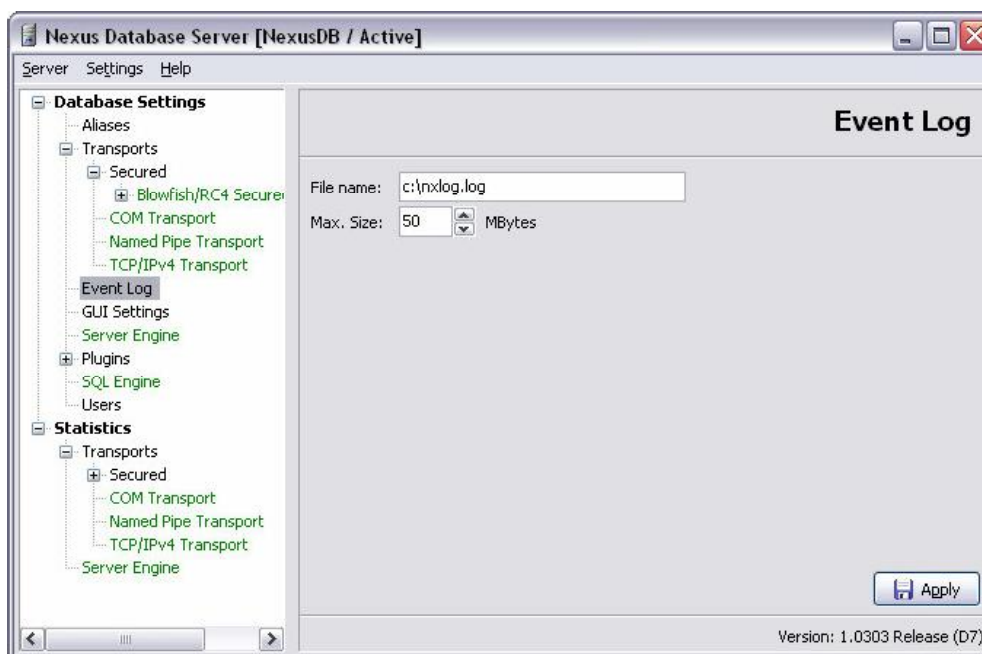 Nexus Database Server [NexusDB / Active]
Server Settings Help
Database Settings
Aliases
Transports
Secured
Blowfish/RC4 Secure
COM Transport
Named Pipe Transport
TCP/IPv4 Transport
Event Log
GUI Settings
Server Engine
Plugins
SQL Engine
Users
Statistics
Transports
Secured
COM Transport
Named Pipe Transport
TCP/IPv4 Transport
Server Engine
Event Log
File name: c:\nxlog.log
Max. Size: 50 MBytes
Apply
Version: 1.0303 Release (D7)